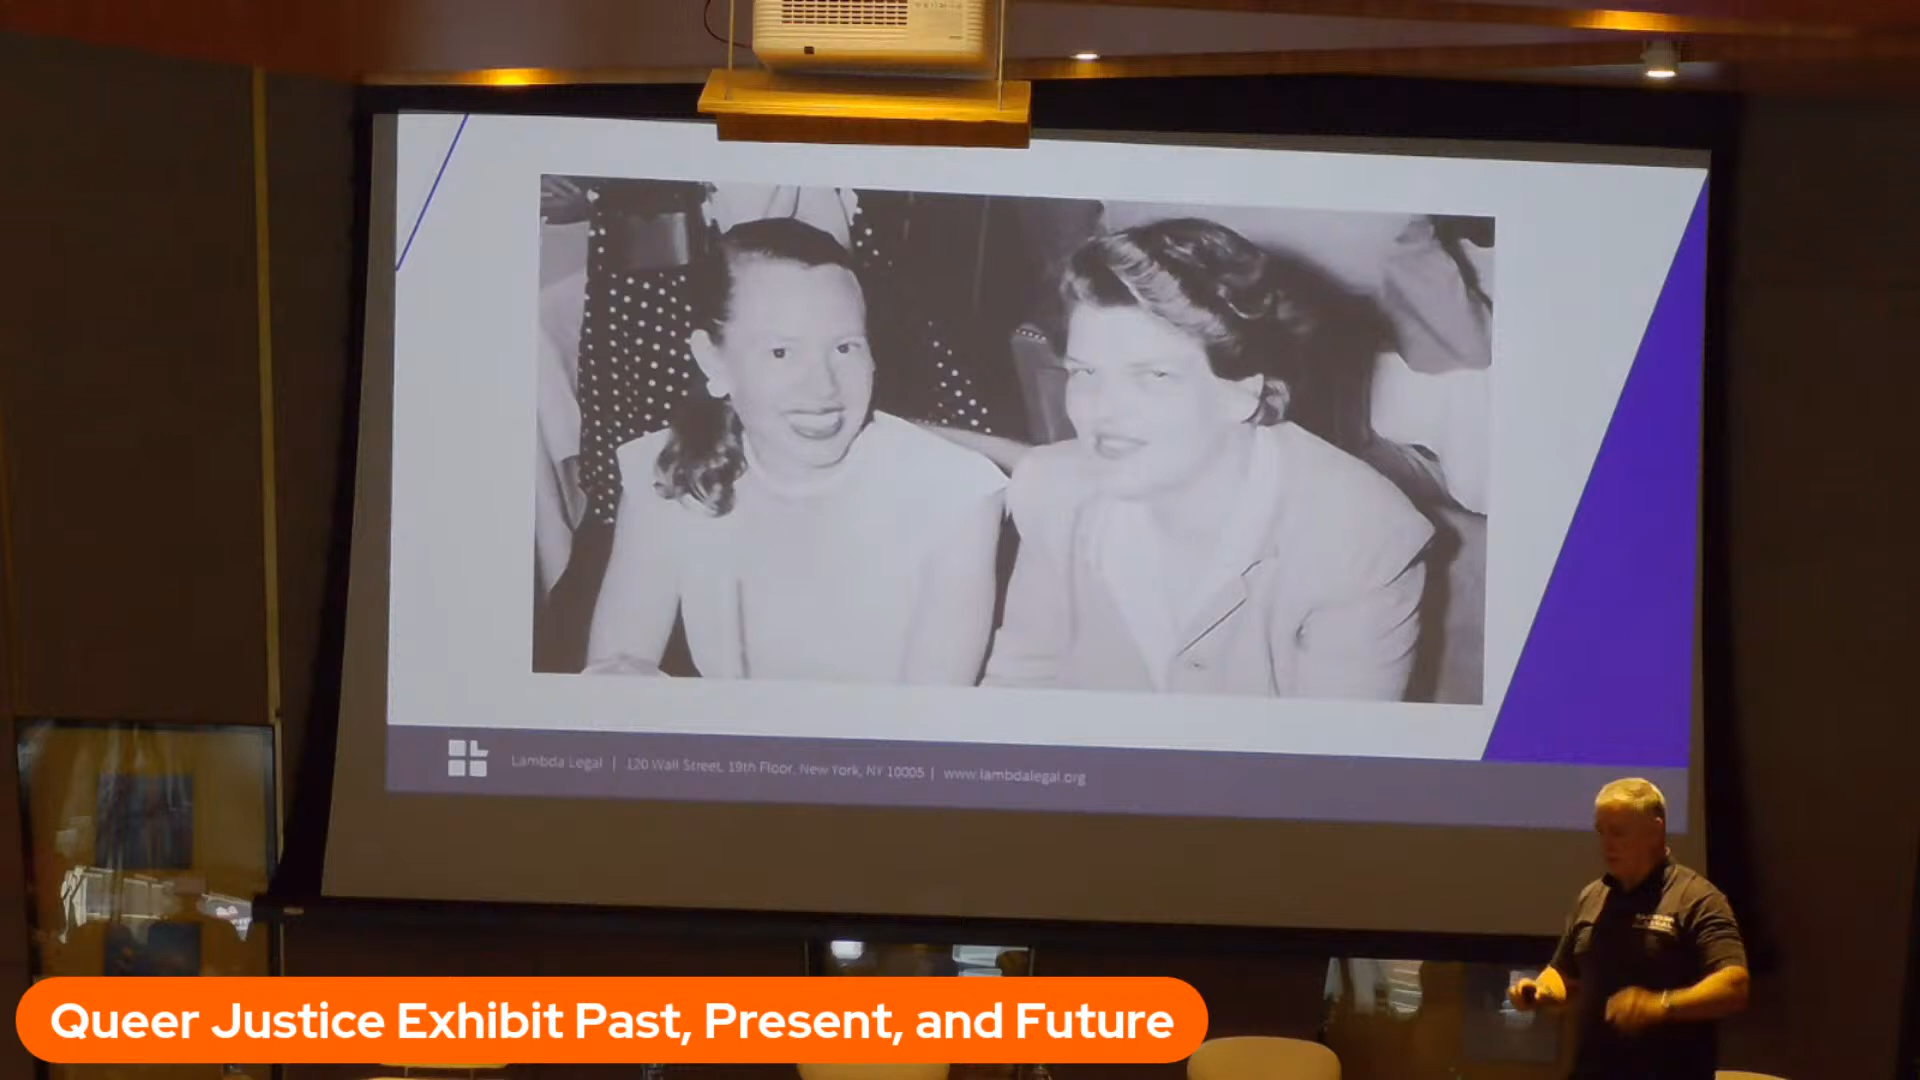 Lambda Legal | 120 Wall Street, 19th Floor, New York, NY 10005 | www.lambdalegal.org
Queer Justice Exhibit Past, Present, and Future